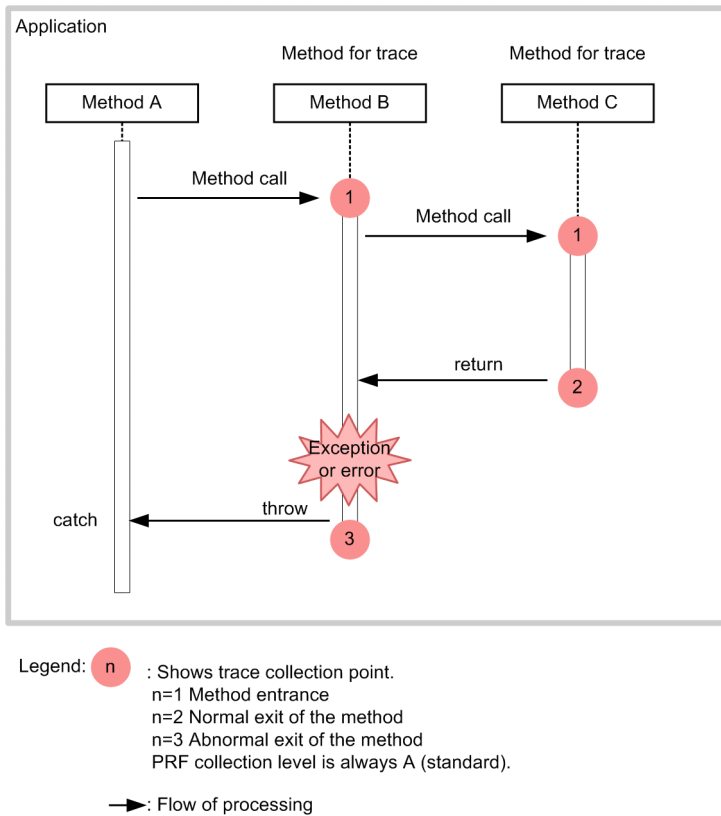 Application
Method for trace
Method for trace
Method A
Method B
Method C
Method call
1
Method call
1
return
2
Exception
or error
throw
catch
3
Legend: n : Shows trace collection point.
n=1 Method entrance
n=2 Normal exit of the method
n=3 Abnormal exit of the method
PRF collection level is always A (standard).
: Flow of processing